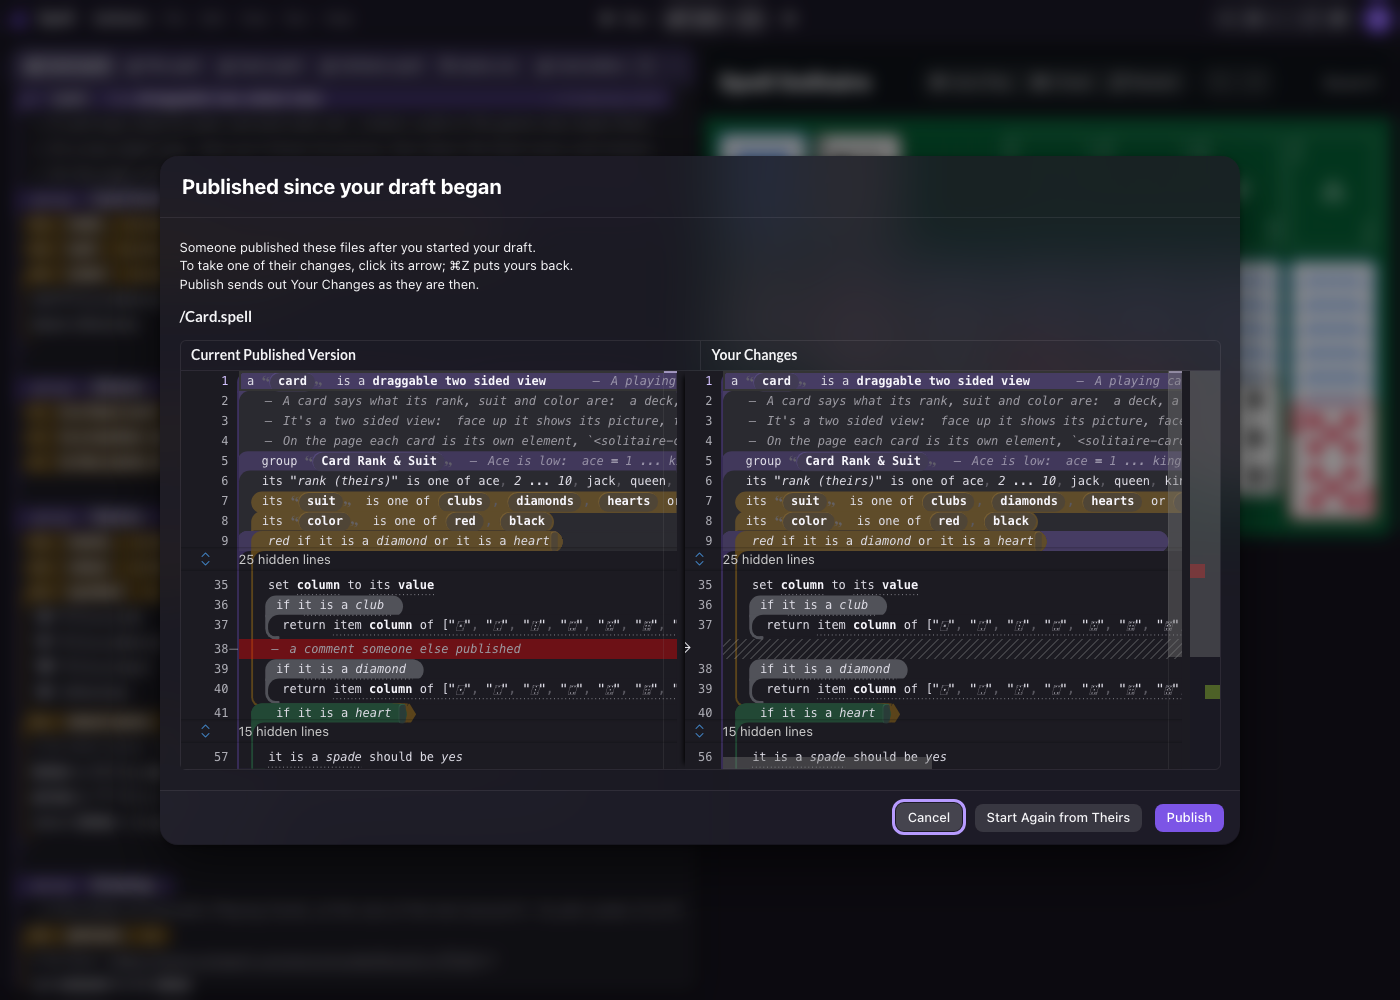 Published since your draft began
Someone published these files after you started your draft.
To take one of their changes, click its arrow; ⌘Z puts yours back.
Publish sends out Your Changes as they are then.
/Card.spell
Current Published Version
1 a “ card ” is a draggable two sided view – A playing
2 – A card says what its rank, suit and color are: a deck,
3 – It's a two sided view: face up it shows its picture,
4 – On the page each card is its own element, `<solitaire-c
5 group “ Card Rank & Suit ” – Ace is low: ace = 1 ... k
6 its "rank (theirs)" is one of ace, 2 ... 10, jack, queen,
7 its “ suit ” is one of clubs, diamonds, hearts or
8 its “ color ” is one of red, black
9 red if it is a diamond or it is a heart
25 hidden lines
35 set column to its value
36 if it is a club
37 return item column of ["
38 – a comment someone else published
39 if it is a diamond
40 return item column of ["
41 if it is a heart
15 hidden lines
57 it is a spade should be yes
Your Changes
1 a “ card ” is a draggable two sided view – A playing ca
2 – A card says what its rank, suit and color are: a deck, a
3 – It's a two sided view: face up it shows its picture, fac
4 – On the page each card is its own element, `<solitaire-car
5 group “ Card Rank & Suit ” – Ace is low: ace = 1 ... king
6 its "rank (theirs)" is one of ace, 2 ... 10, jack, queen, kin
7 its “ suit ” is one of clubs, diamonds, hearts or
8 its “ color ” is one of red, black
9 red if it is a diamond or it is a heart
25 hidden lines
35 set column to its value
36 if it is a club
37 return item column of ["
38 if it is a diamond
39 return item column of ["
40 if it is a heart
15 hidden lines
56 it is a spade should be yes
Cancel
Start Again from Theirs
Publish